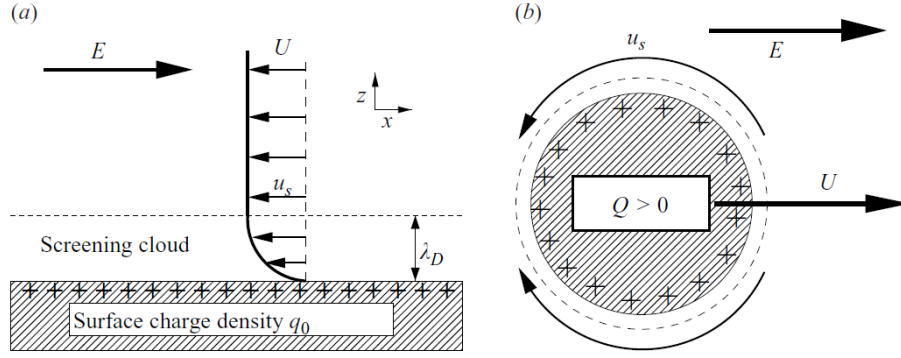 (a)
E
U
z
x
u_s
Screening cloud
λ_D
+ + + + + + + + + + + + + + + +
Surface charge density q_0
(b)
u_s
E
Q > 0
U